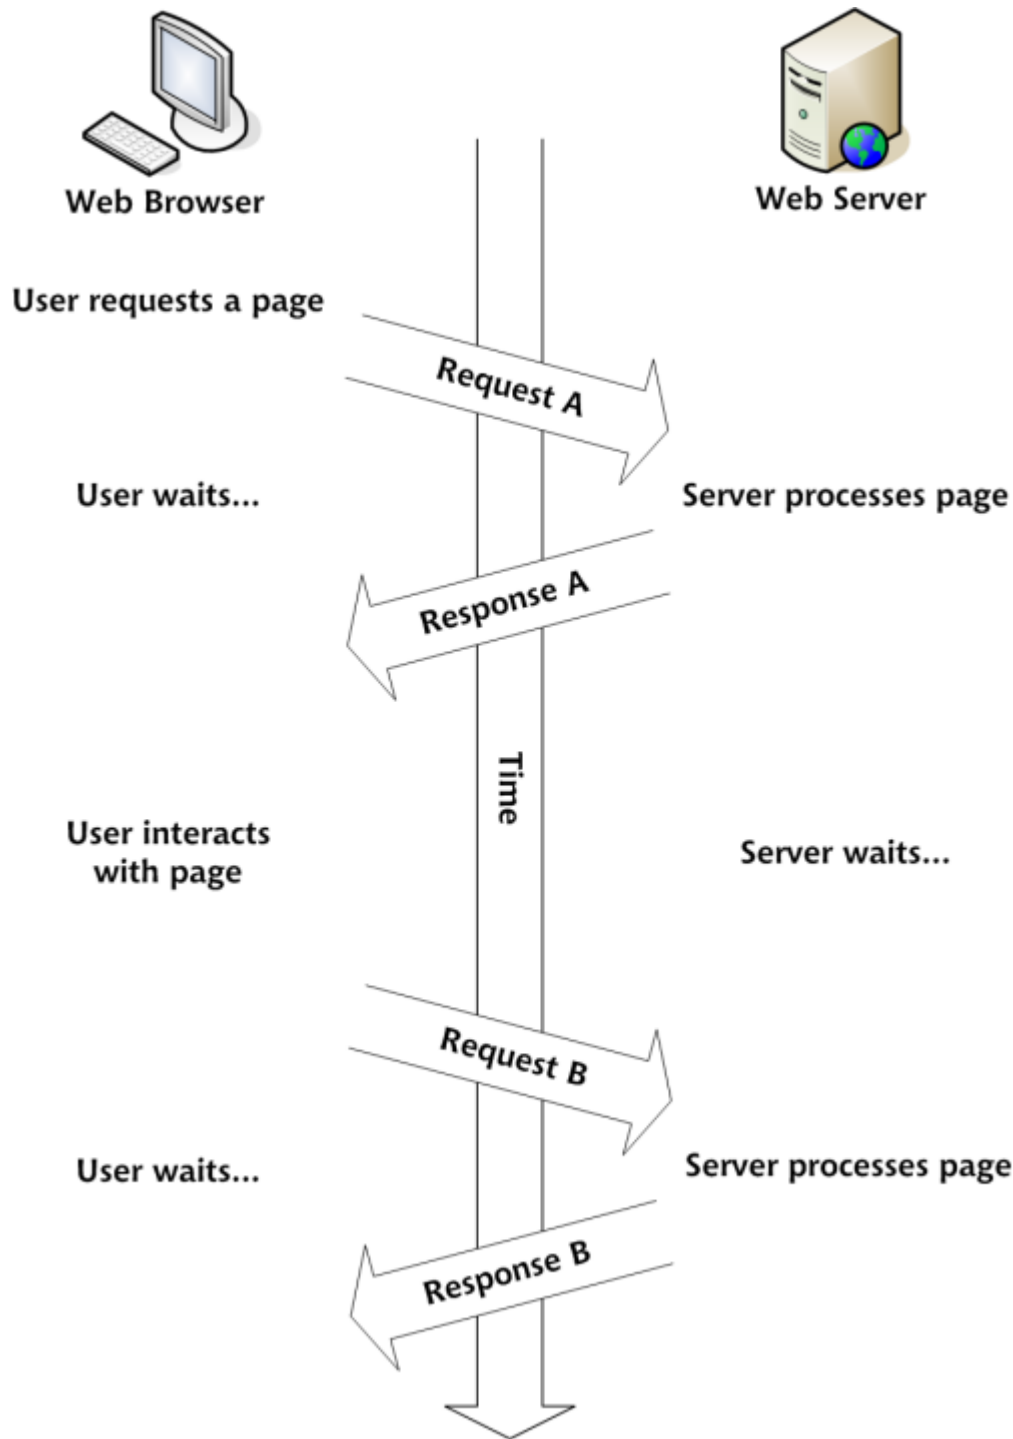 Web Browser
Web Server
User requests a page
Request A
User waits...
Server processes page
Response A
Time
User interacts
with page
Server waits...
Request B
User waits...
Server processes page
Response B